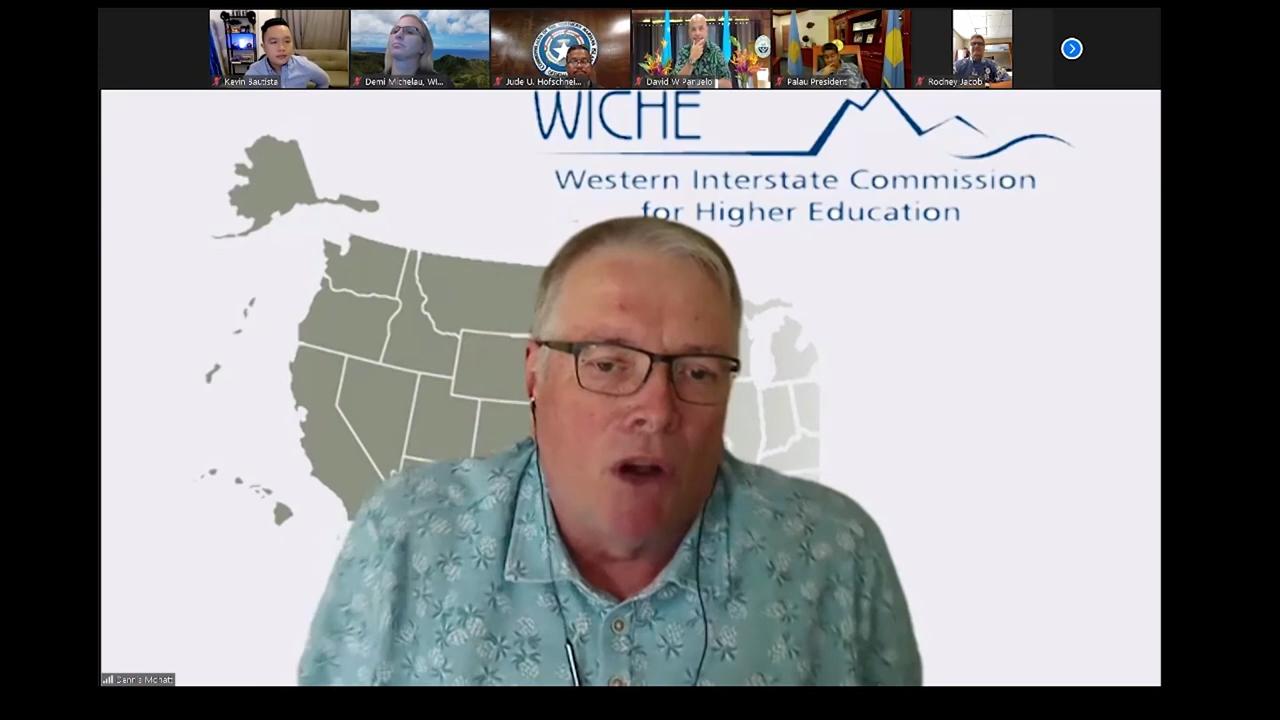 Kevin Bautista
Demi Michelau, WI...
Jude U. Hofschnei...
David W Panuelo
Palau President
Rodney Jacob
WICHE
Western Interstate Commission
for Higher Education